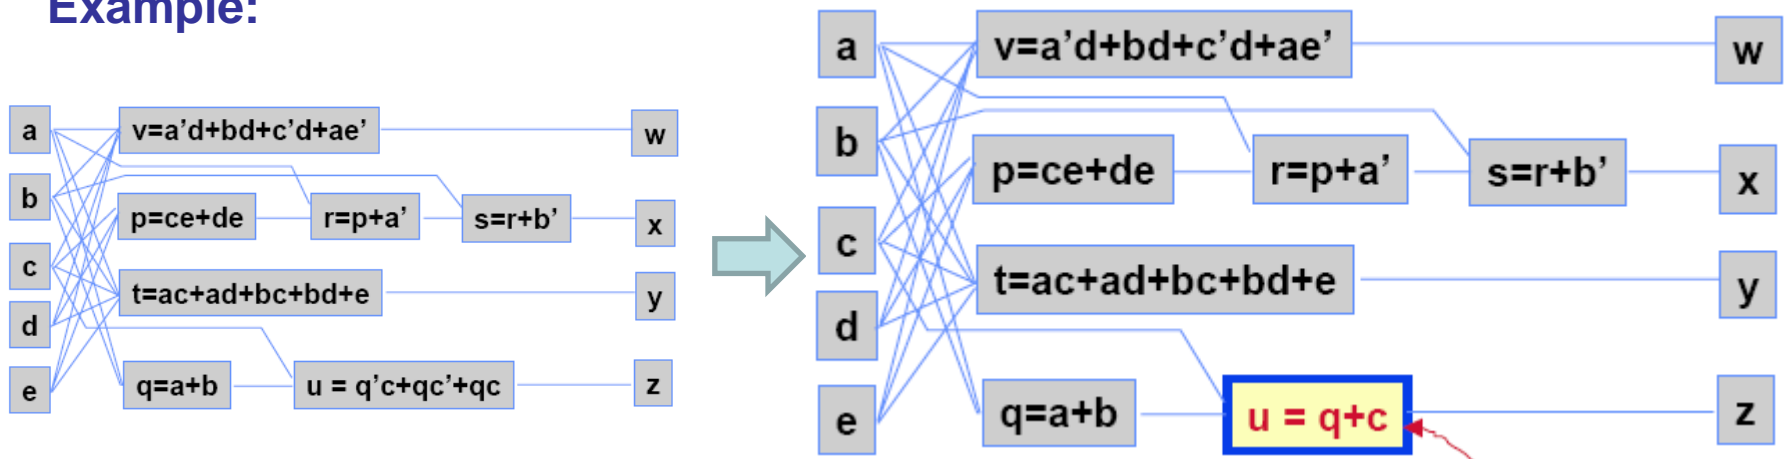 Example:
a
v=a’d+bd+c’d+ae’
w
b
p=ce+de
r=p+a’
s=r+b’
x
c
t=ac+ad+bc+bd+e
y
d
e
q=a+b
u = q’c+qc’+qc
z
a
v=a’d+bd+c’d+ae’
w
b
p=ce+de
r=p+a’
s=r+b’
x
c
t=ac+ad+bc+bd+e
y
d
e
q=a+b
u = q+c
z